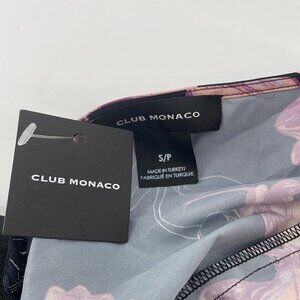 CLUB MONACO
S/P
MADE IN TURKEY/
FABRIQUÉ EN TURQUIE
CLUB MONACO